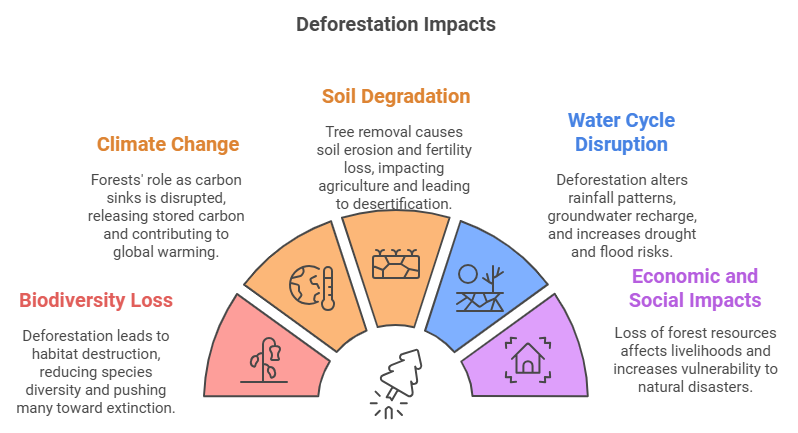 Deforestation Impacts
Soil Degradation
Tree removal causes
soil erosion and fertility
loss, impacting
agriculture and leading
to desertification.
Water Cycle
Disruption
Deforestation alters
rainfall patterns,
groundwater recharge,
and increases drought
and flood risks.
Climate Change
Forests' role as carbon
sinks is disrupted,
releasing stored carbon
and contributing to
global warming.
Economic and
Social Impacts
Loss of forest resources
affects livelihoods and
increases vulnerability to
natural disasters.
Biodiversity Loss
Deforestation leads to
habitat destruction,
reducing species
diversity and pushing
many toward extinction.